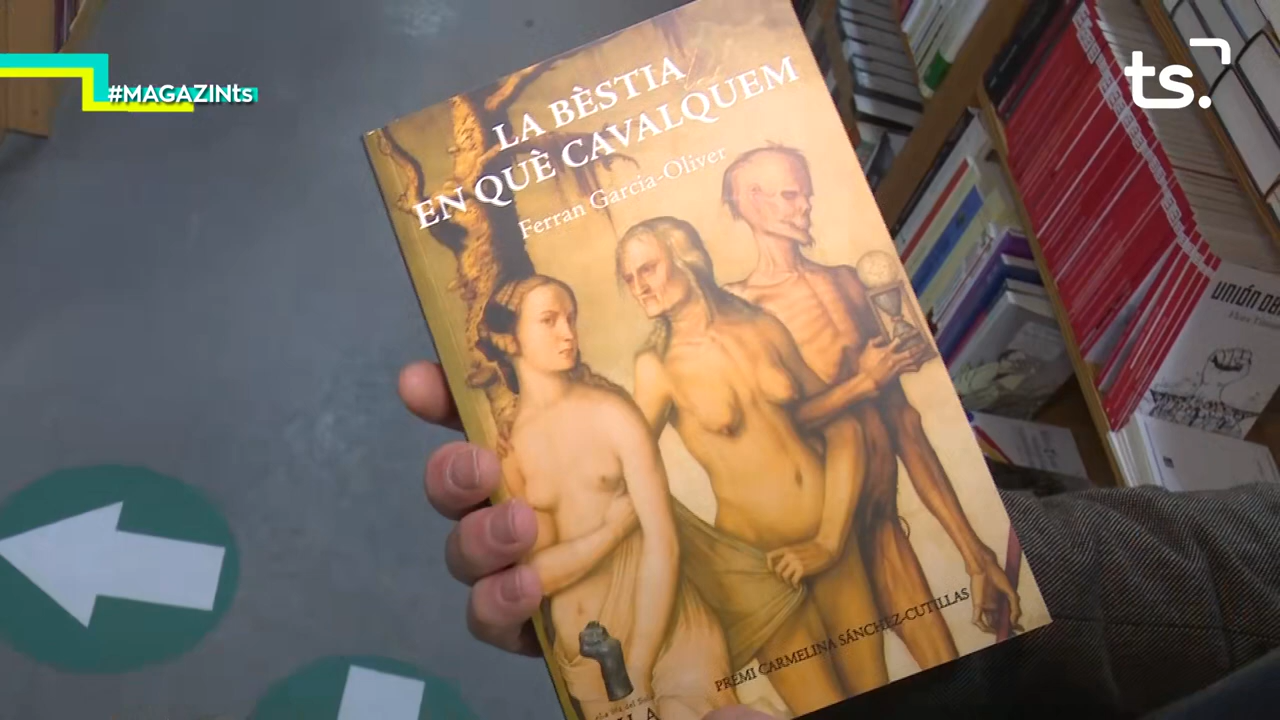 #MAGAZINts
ts.
LA BÈSTIA
EN QUÈ CAVALQUEM
Ferran Garcia-Oliver
PREMI CARMELINA SÁNCHEZ-CUTILLAS
UNIÓN